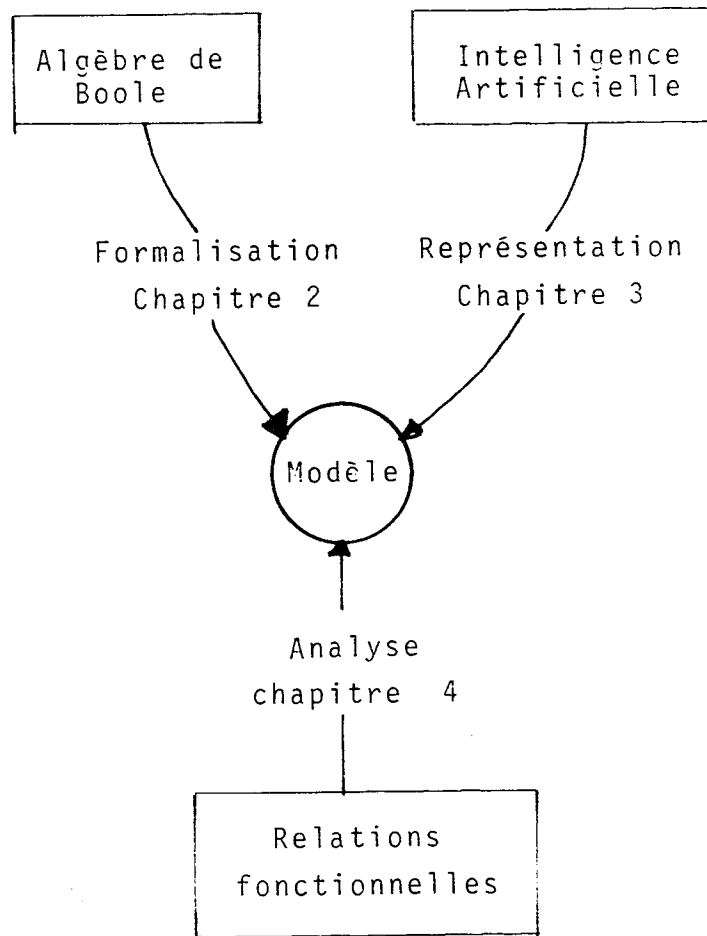 Algèbre de
Boole
Intelligence
Artificielle
Formalisation
Chapitre 2
Représentation
Chapitre 3
Modèle
Analyse
chapitre 4
Relations
fonctionnelles